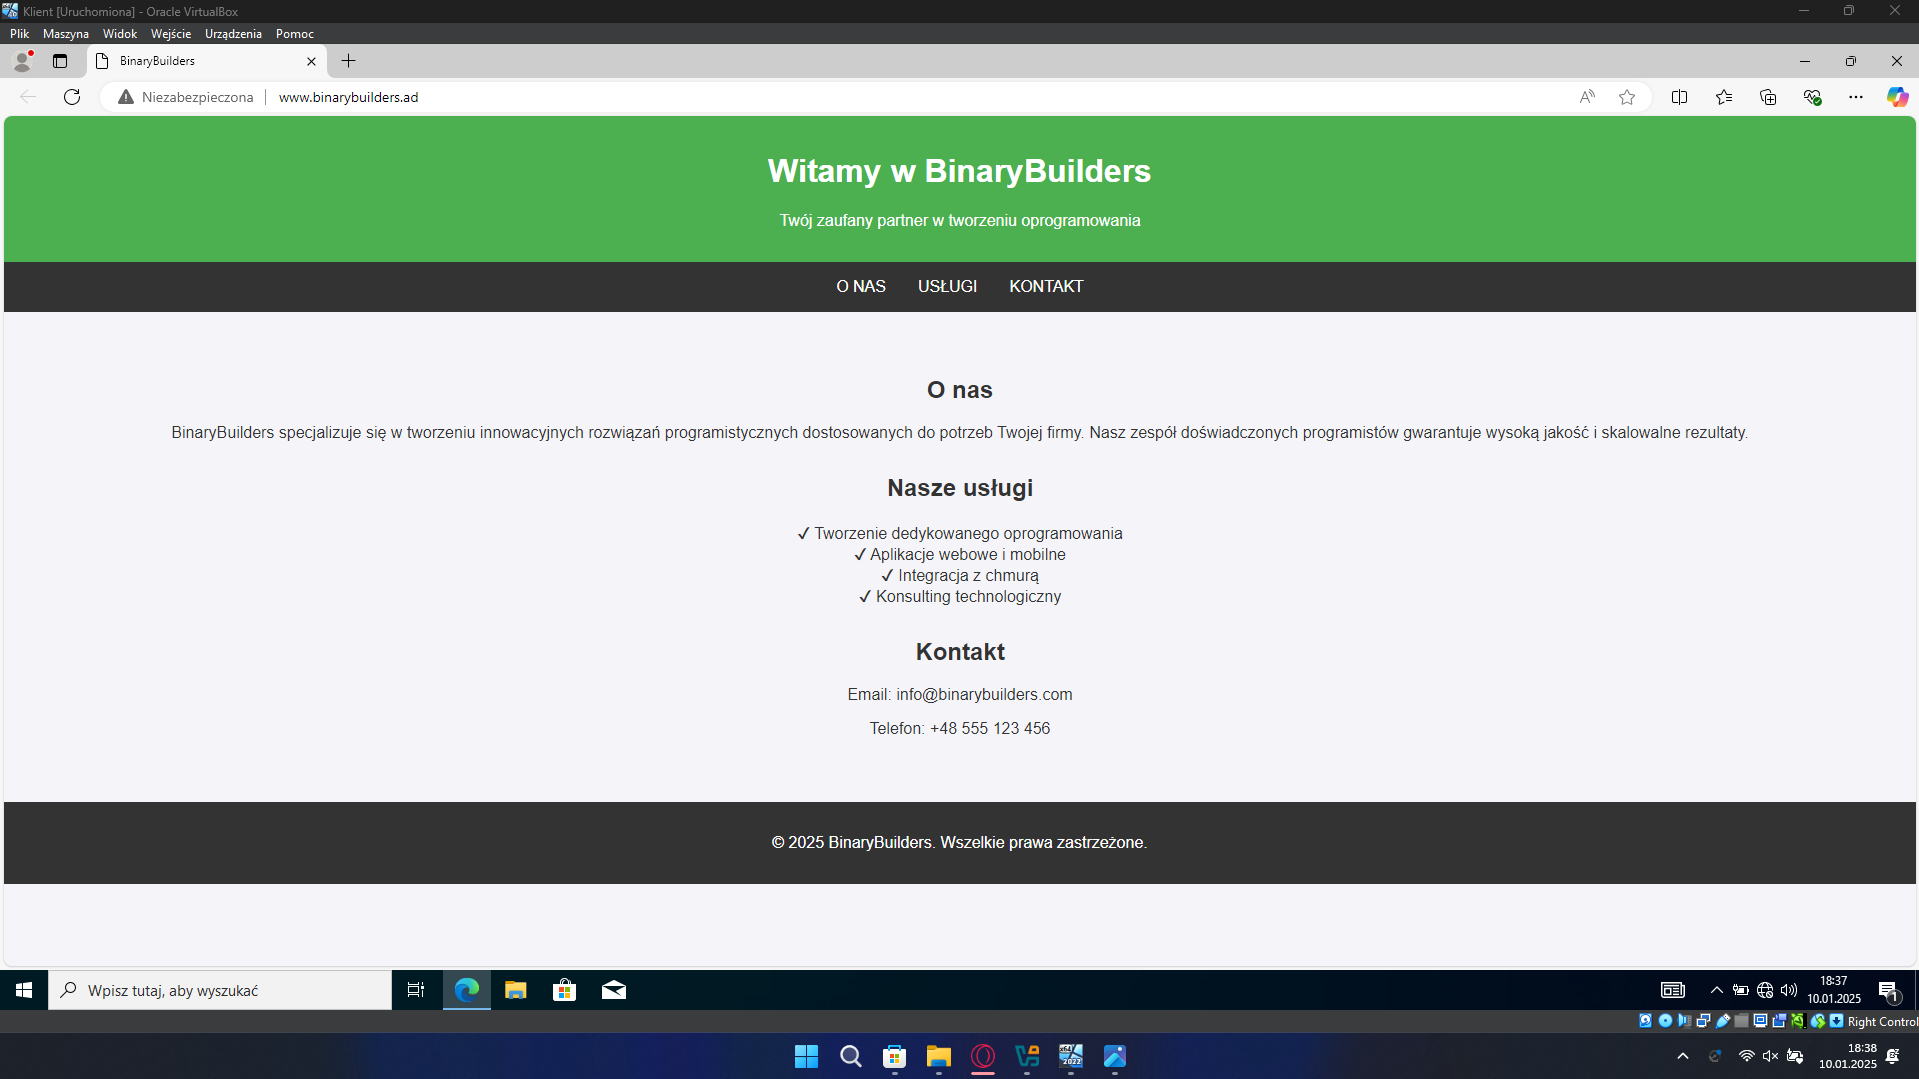 Klient [Uruchomiona] - Oracle VirtualBox
Plik Maszyna Widok Wejście Urządzenia Pomoc
BinaryBuilders
Niezabezpieczona www.binarybuilders.ad
Witamy w BinaryBuilders
Twój zaufany partner w tworzeniu oprogramowania
O NAS USŁUGI KONTAKT
O nas
BinaryBuilders specjalizuje się w tworzeniu innowacyjnych rozwiązań programistycznych dostosowanych do potrzeb Twojej firmy. Nasz zespół doświadczonych programistów gwarantuje wysoką jakość i skalowalne rezultaty.
Nasze usługi
✓ Tworzenie dedykowanego oprogramowania
✓ Aplikacje webowe i mobilne
✓ Integracja z chmurą
✓ Konsulting technologiczny
Kontakt
Email: info@binarybuilders.com
Telefon: +48 555 123 456
© 2025 BinaryBuilders. Wszelkie prawa zastrzeżone.
Wpisz tutaj, aby wyszukać
18:37
10.01.2025
1
Right Control
2022
18:38
10.01.2025